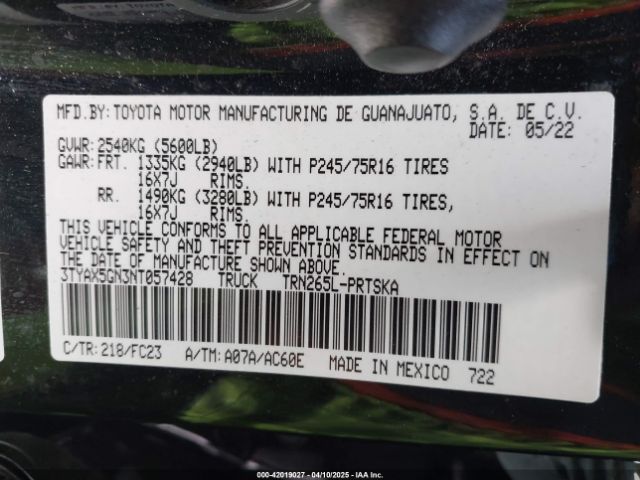 MFD.BY:TOYOTA MOTOR MANUFACTURING DE GUANAJUATO, S.A. DE C.V.
DATE: 05/22
GVWR:2540KG (5600LB)
GAWR:FRT. 1335KG (2940LB) WITH P245/75R16 TIRES
16X7J RIMS.
RR. 1490KG (3280LB) WITH P245/75R16 TIRES,
16X7J RIMS.
THIS VEHICLE CONFORMS TO ALL APPLICABLE FEDERAL MOTOR
VEHICLE SAFETY AND THEFT PREVENTION STANDARDS IN EFFECT ON
THE DATE OF MANUFACTURE SHOWN ABOVE.
3TYAX5GN3NT057428 TRUCK TRN265L-PRTSKA
C/TR:218/FC23 A/TM:A07A/AC60E MADE IN MEXICO 722
000-42019027 - 04/10/2025 - IAAI.COM